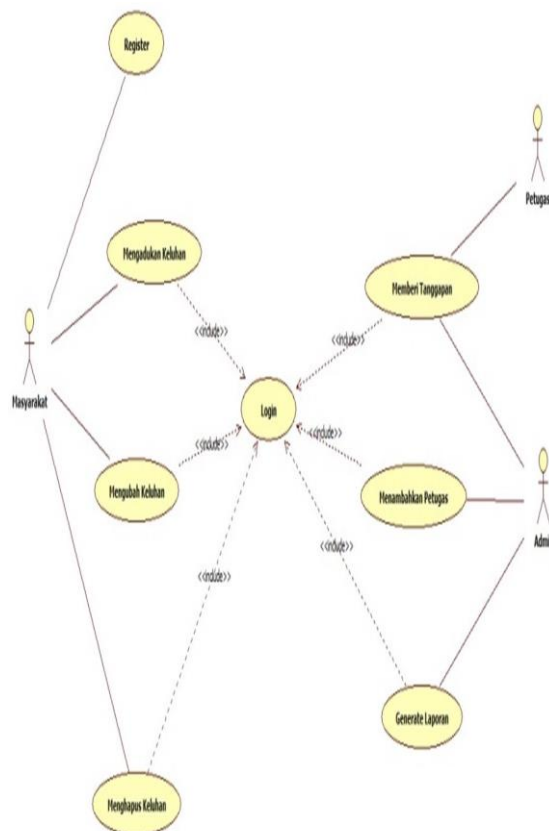 Register
Petugas
Mengadukan Keluhan
Memberi Tanggapan
<<include>>
<<include>>
Masyarakat
Login
<<include>>
<<include>>
Mengubah Keluhan
Menambahkan Petugas
Admi
<<include>>
<<include>>
Generate Laporan
Menghapus Keluhan